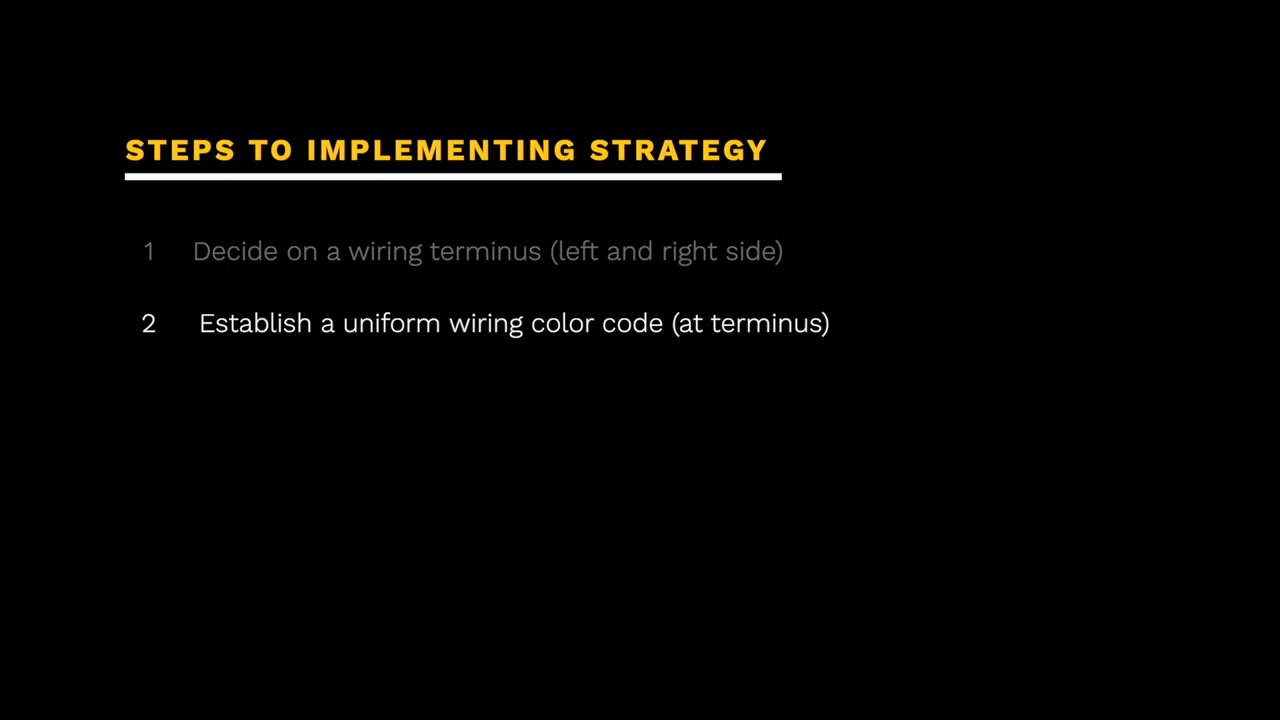 STEPS TO IMPLEMENTING STRATEGY
1 Decide on a wiring terminus (left and right side)
2 Establish a uniform wiring color code (at terminus)